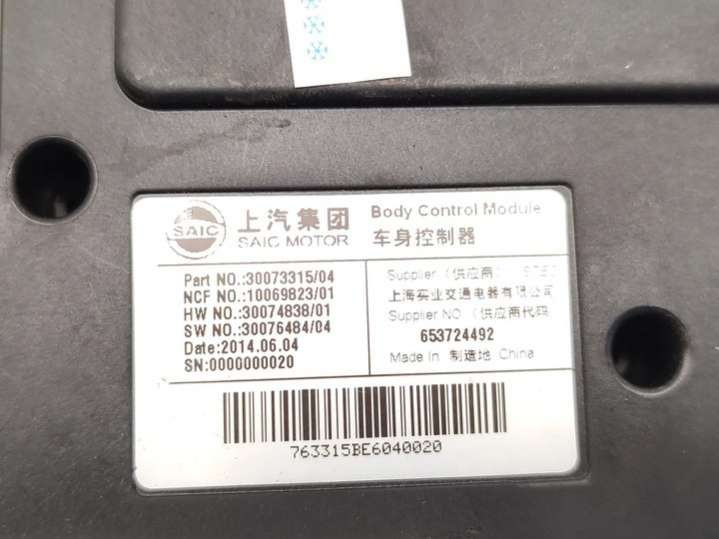 SAIC
上汽集团
SAIC MOTOR
Body Control Module
车身控制器
Part NO.:30073315/04
NCF NO.:10069823/01
HW NO.:30074838/01
SW NO.:30076484/04
Date:2014.06.04
SN:0000000020
Supplier (供应商)
上海实业交通电器有限公司
Supplier NO (供应商代码
653724492
Made In 制造地 China
763315BE6040020